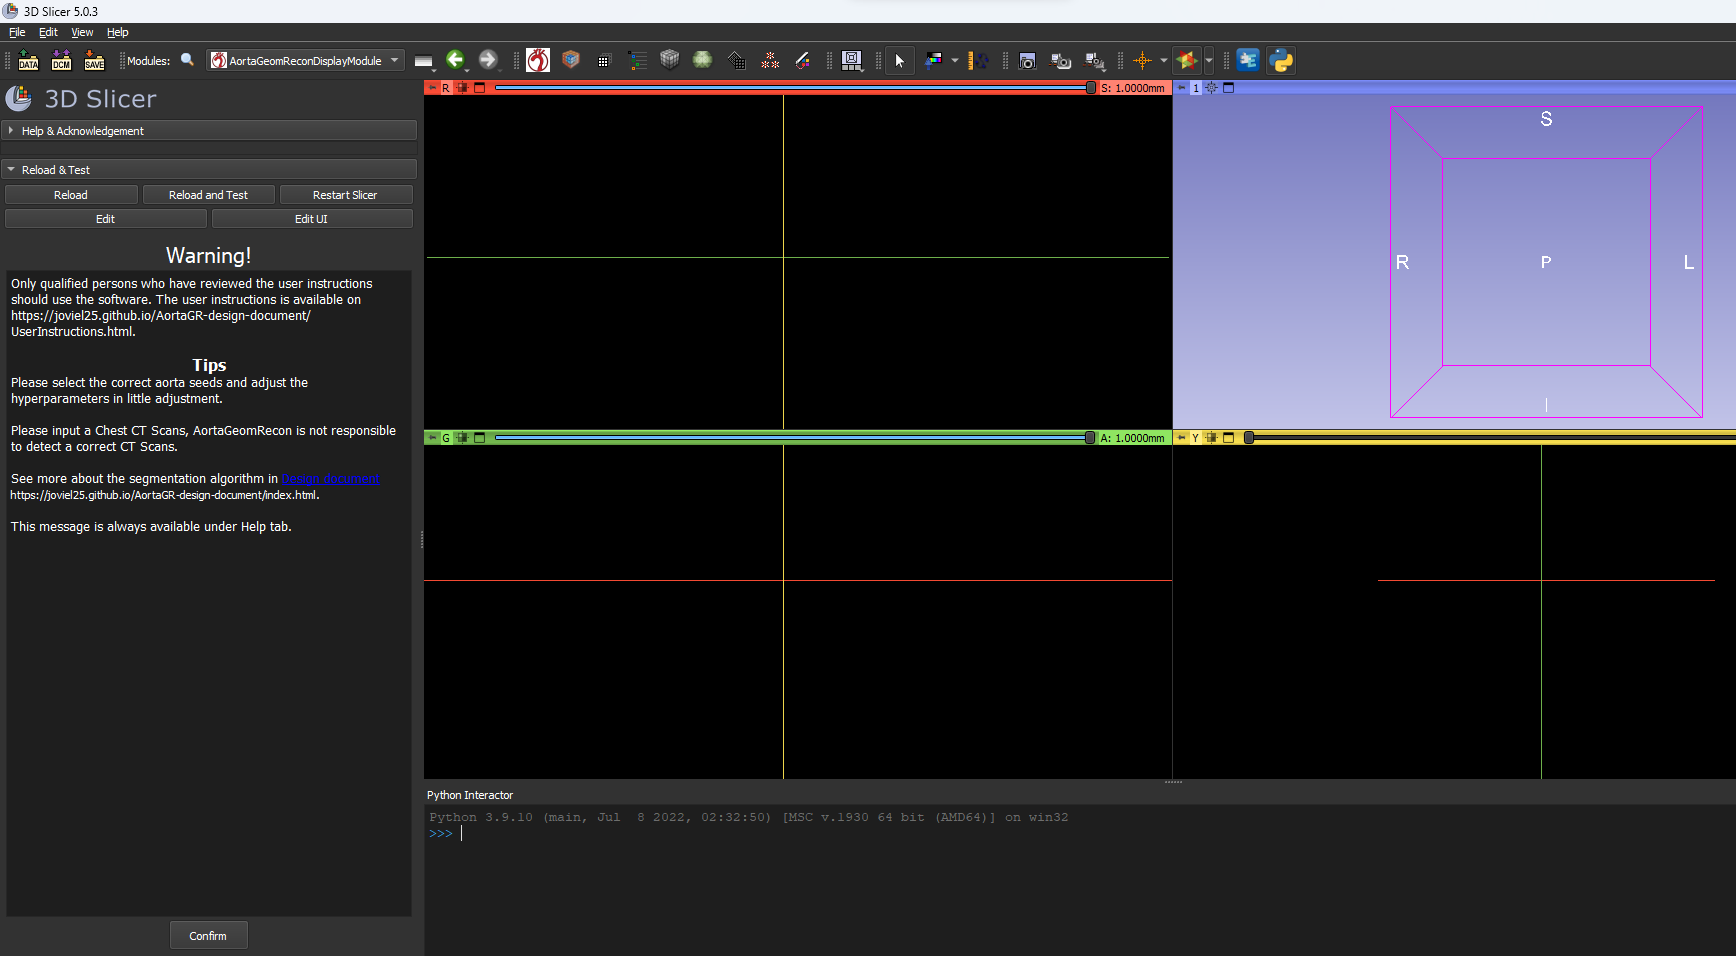 3D Slicer 5.0.3
File Edit View Help
DATA DCM SAVE Modules: AortaGeomReconDisplayModule
3D Slicer
Help & Acknowledgement
Reload & Test
Reload Reload and Test Restart Slicer
Edit Edit UI
Warning!
Only qualified persons who have reviewed the user instructions
should use the software. The user instructions is available on
https://joviel25.github.io/AortaGR-design-document/
UserInstructions.html.
Tips
Please select the correct aorta seeds and adjust the
hyperparameters in little adjustment.
Please input a Chest CT Scans, AortaGeomRecon is not responsible
to detect a correct CT Scans.
See more about the segmentation algorithm in Design document
https://joviel25.github.io/AortaGR-design-document/index.html.
This message is always available under Help tab.
Confirm
R S: 1.0000mm
1
S
R P L
I
G A: 1.0000mm
Y
Python Interactor
Python 3.9.10 (main, Jul  8 2022, 02:32:50) [MSC v.1930 64 bit (AMD64)] on win32
>>>